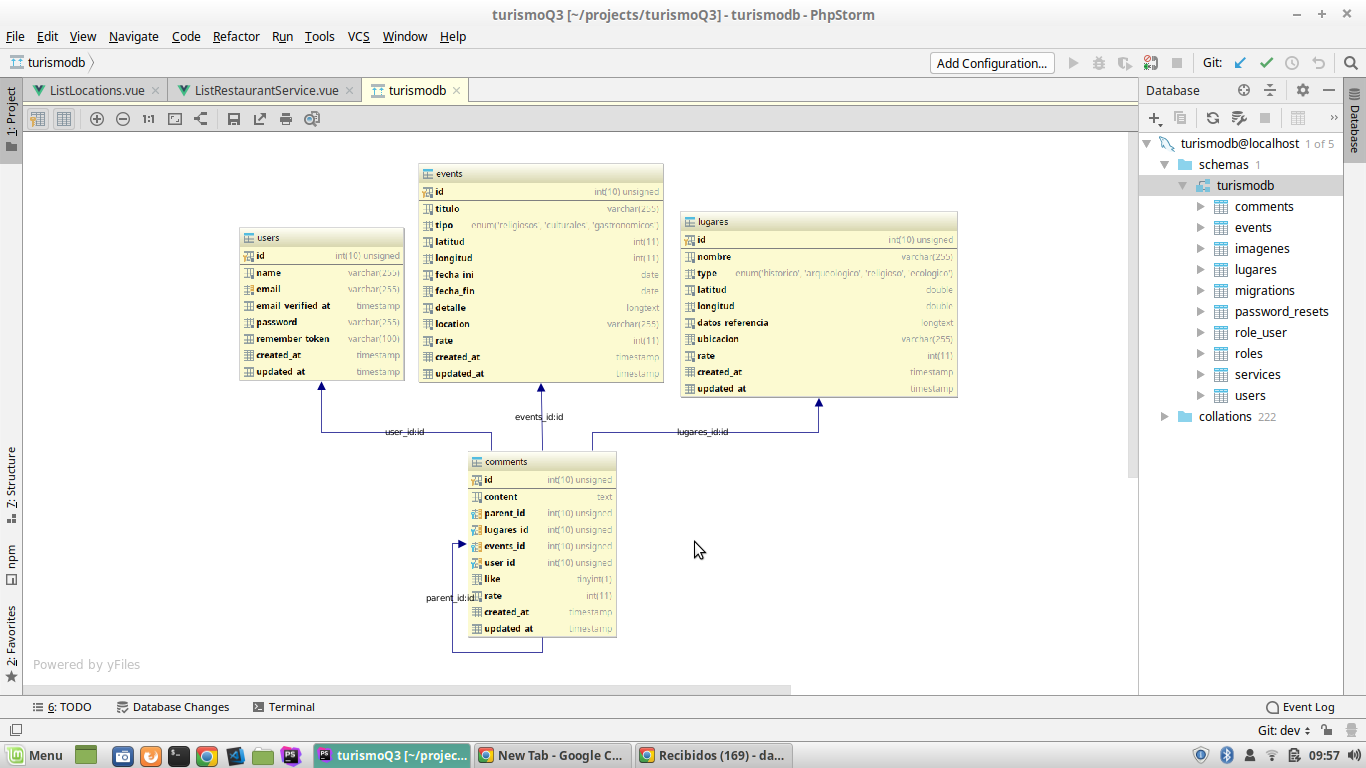 turismoQ3 [~/projects/turismoQ3] - turismodb - PhpStorm
File Edit View Navigate Code Refactor Run Tools VCS Window Help
turismodb Add Configuration... Git:
ListLocations.vue ListRestaurantService.vue turismodb
1:1
1: Project
7: Structure
npm
2: Favorites
events
id int(10) unsigned
titulo varchar(255)
tipo enum('religiosos', 'culturales', 'gastronomicos')
latitud int(11)
longitud int(11)
fecha_ini date
fecha_fin date
detalle longtext
location varchar(255)
rate int(11)
created_at timestamp
updated_at timestamp
users
id int(10) unsigned
name varchar(255)
email varchar(255)
email_verified_at timestamp
password varchar(255)
remember_token varchar(100)
created_at timestamp
updated_at timestamp
lugares
id int(10) unsigned
nombre varchar(255)
type enum('historico', 'arqueologico', 'religioso', 'ecologico')
latitud double
longitud double
datos_referencia longtext
ubicacion varchar(255)
rate int(11)
created_at timestamp
updated_at timestamp
user_id:id
events_id:id
lugares_id:id
comments
id int(10) unsigned
content text
parent_id int(10) unsigned
lugares_id int(10) unsigned
events_id int(10) unsigned
user_id int(10) unsigned
like tinyint(1)
rate int(11)
created_at timestamp
updated_at timestamp
parent_id:id
Powered by yFiles
Database
turismodb@localhost 1 of 5
schemas 1
turismodb
comments
events
imagenes
lugares
migrations
password_resets
role_user
roles
services
users
collations 222
Database
6: TODO Database Changes Terminal Event Log
Git: dev
Menu turismoQ3 [~/projec... New Tab - Google C... Recibidos (169) - da... 09:57